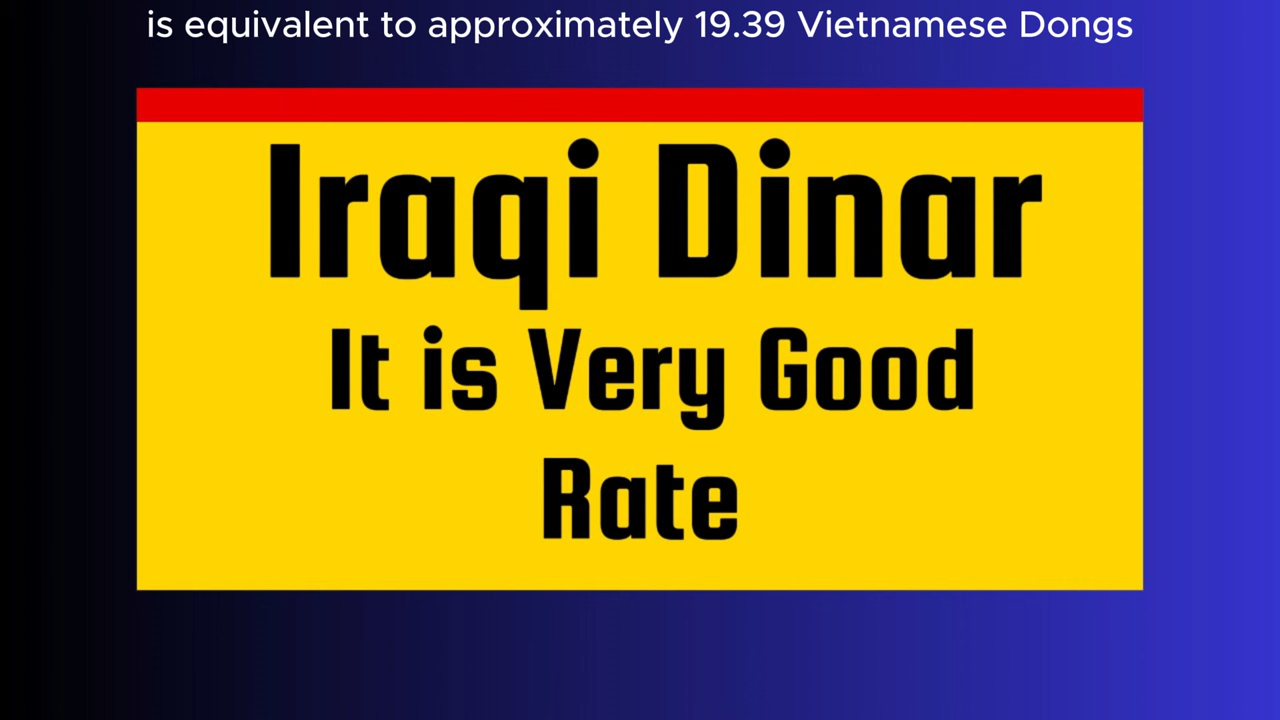 is equivalent to approximately 19.39 Vietnamese Dongs
Iraqi Dinar
It is Very Good
Rate